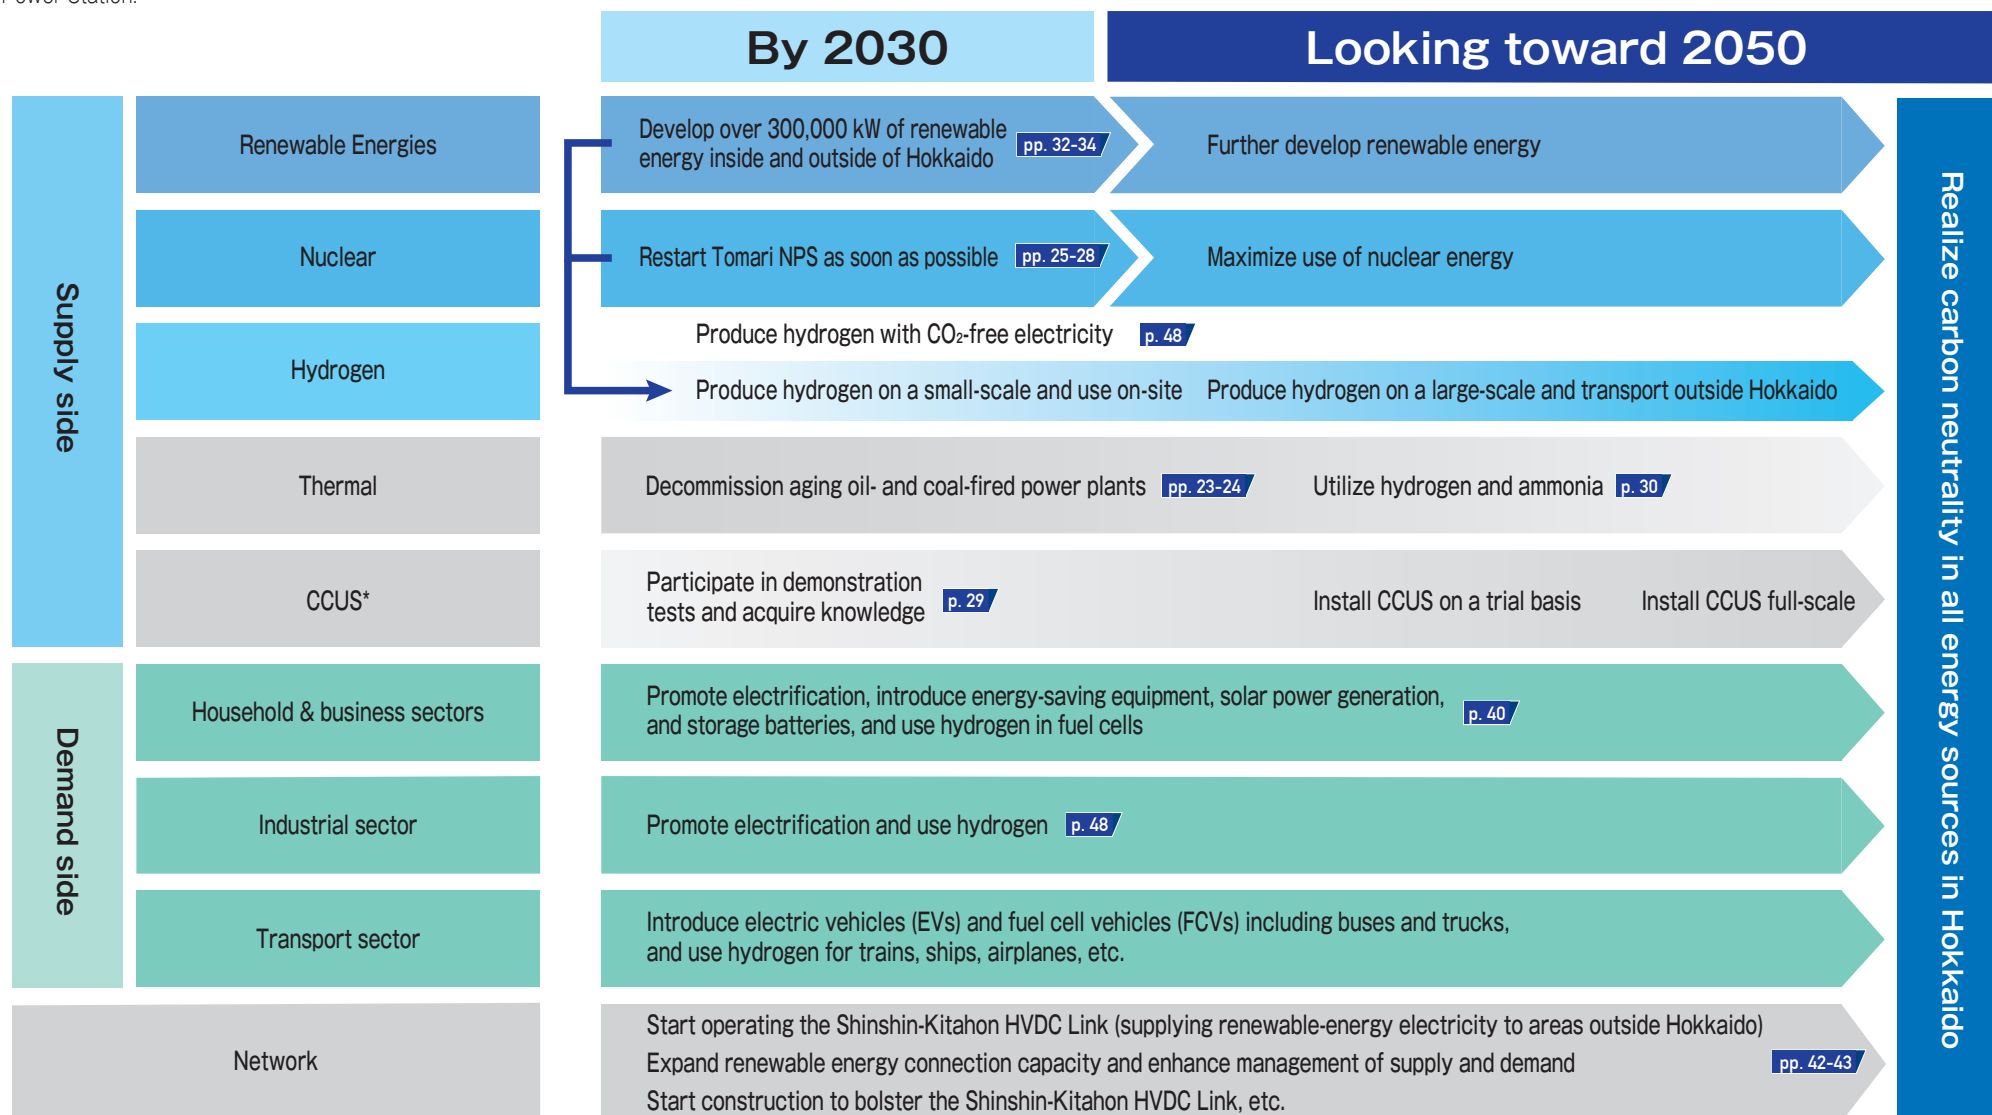 Power Station.
By 2030
Looking toward 2050
Supply side
Renewable Energies
Develop over 300,000 kW of renewable
energy inside and outside of Hokkaido
pp. 32-34
Further develop renewable energy
Nuclear
Restart Tomari NPS as soon as possible
pp. 25-28
Maximize use of nuclear energy
Hydrogen
Produce hydrogen with CO₂-free electricity
p. 48
Produce hydrogen on a small-scale and use on-site
Produce hydrogen on a large-scale and transport outside Hokkaido
Thermal
Decommission aging oil- and coal-fired power plants
pp. 23-24
Utilize hydrogen and ammonia
p. 30
CCUS*
Participate in demonstration
tests and acquire knowledge
p. 29
Install CCUS on a trial basis
Install CCUS full-scale
Demand side
Household & business sectors
Promote electrification, introduce energy-saving equipment, solar power generation,
and storage batteries, and use hydrogen in fuel cells
p. 40
Industrial sector
Promote electrification and use hydrogen
p. 48
Transport sector
Introduce electric vehicles (EVs) and fuel cell vehicles (FCVs) including buses and trucks,
and use hydrogen for trains, ships, airplanes, etc.
Network
Start operating the Shinshin-Kitahon HVDC Link (supplying renewable-energy electricity to areas outside Hokkaido)
Expand renewable energy connection capacity and enhance management of supply and demand
pp. 42-43
Start construction to bolster the Shinshin-Kitahon HVDC Link, etc.
Realize carbon neutrality in all energy sources in Hokkaido